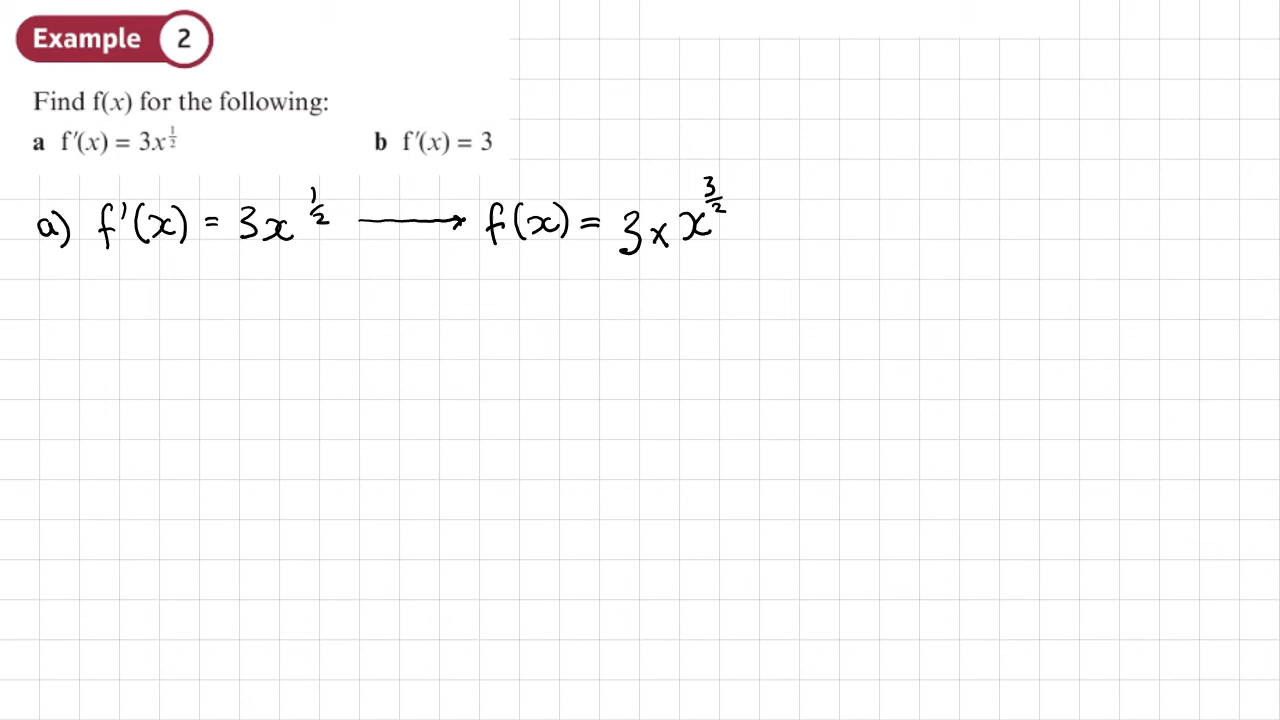 Example 2
Find f(x) for the following:
a f′(x) = 3x^{1/2} b f′(x) = 3
a) f'(x) = 3x^{1/2} → f(x) = 3 × x^{3/2}